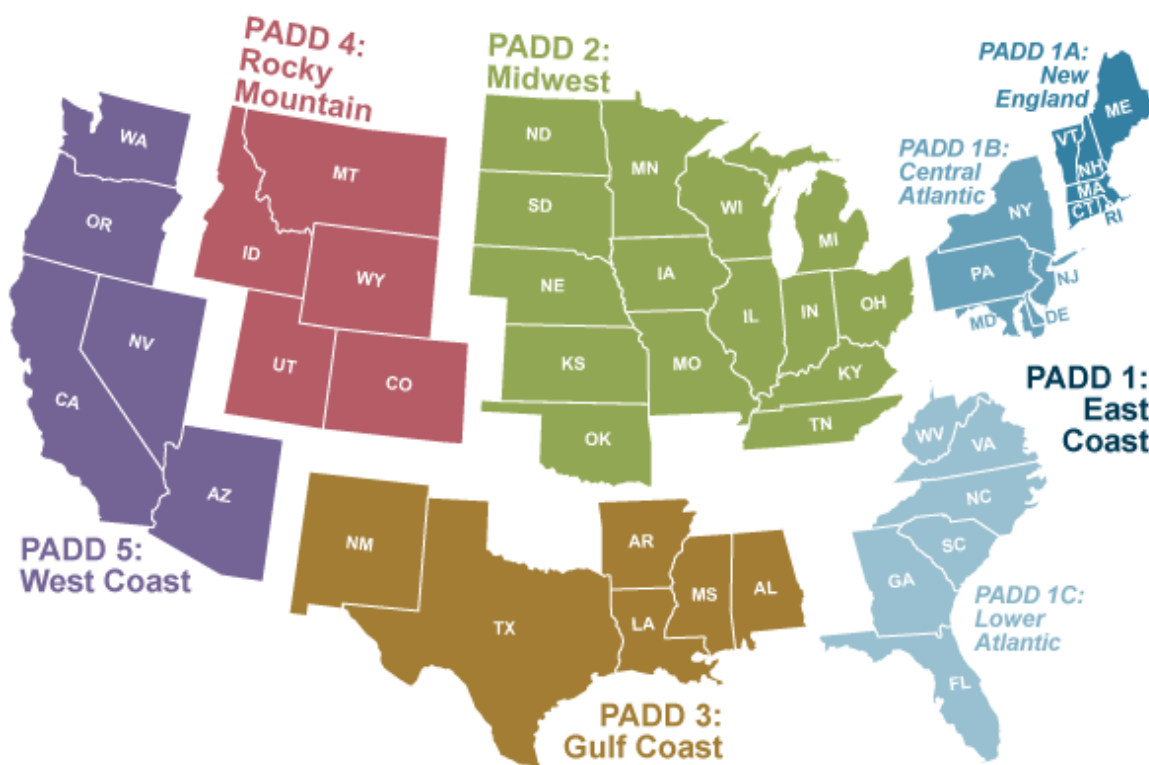 PADD 4:
Rocky
Mountain
PADD 2:
Midwest
PADD 1A:
New
England
PADD 1B:
Central
Atlantic
WA
OR
CA
NV
AZ
PADD 5:
West Coast
MT
ID
WY
UT
CO
ND
SD
NE
KS
OK
MN
IA
MO
WI
IL
MI
IN
OH
KY
TN
ME
VT
NH
MA
CT
RI
NY
PA
NJ
MD
DE
PADD 1:
East
Coast
WV
VA
NC
SC
GA
FL
PADD 1C:
Lower
Atlantic
NM
TX
AR
LA
MS
AL
PADD 3:
Gulf Coast